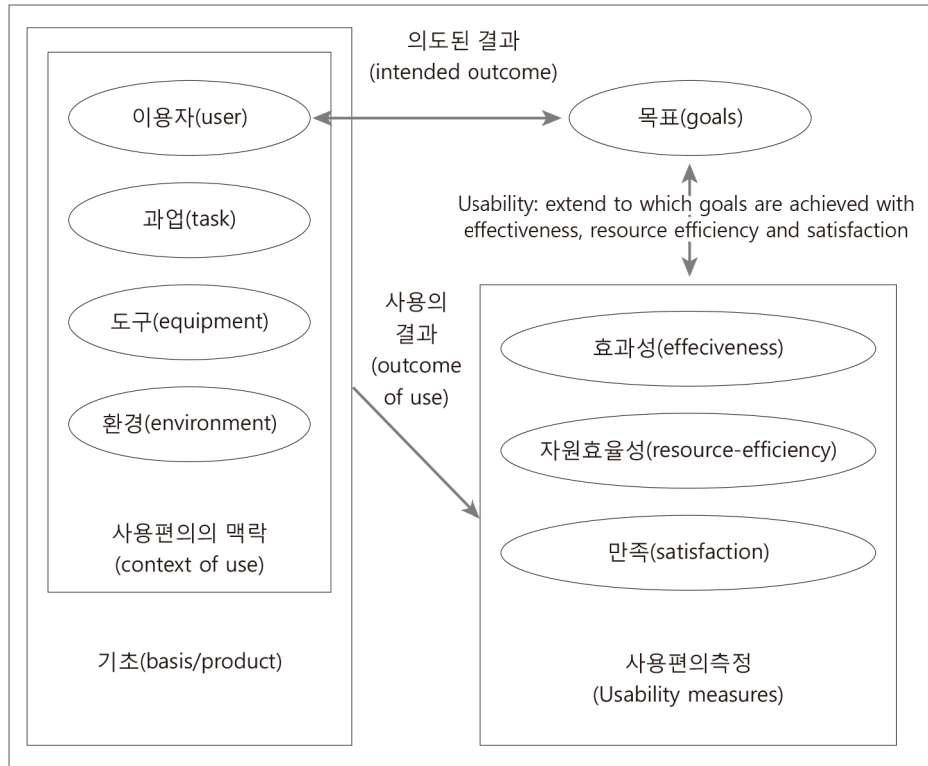 의도된 결과
(intended outcome)
이용자(user)
목표(goals)
과업(task)
Usability: extend to which goals are achieved with
effectiveness, resource efficiency and satisfaction
도구(equipment)
사용의
결과
(outcome
of use)
효과성(effeciveness)
환경(environment)
자원효율성(resource-efficiency)
사용편의의 맥락
(context of use)
만족(satisfaction)
기초(basis/product)
사용편의측정
(Usability measures)